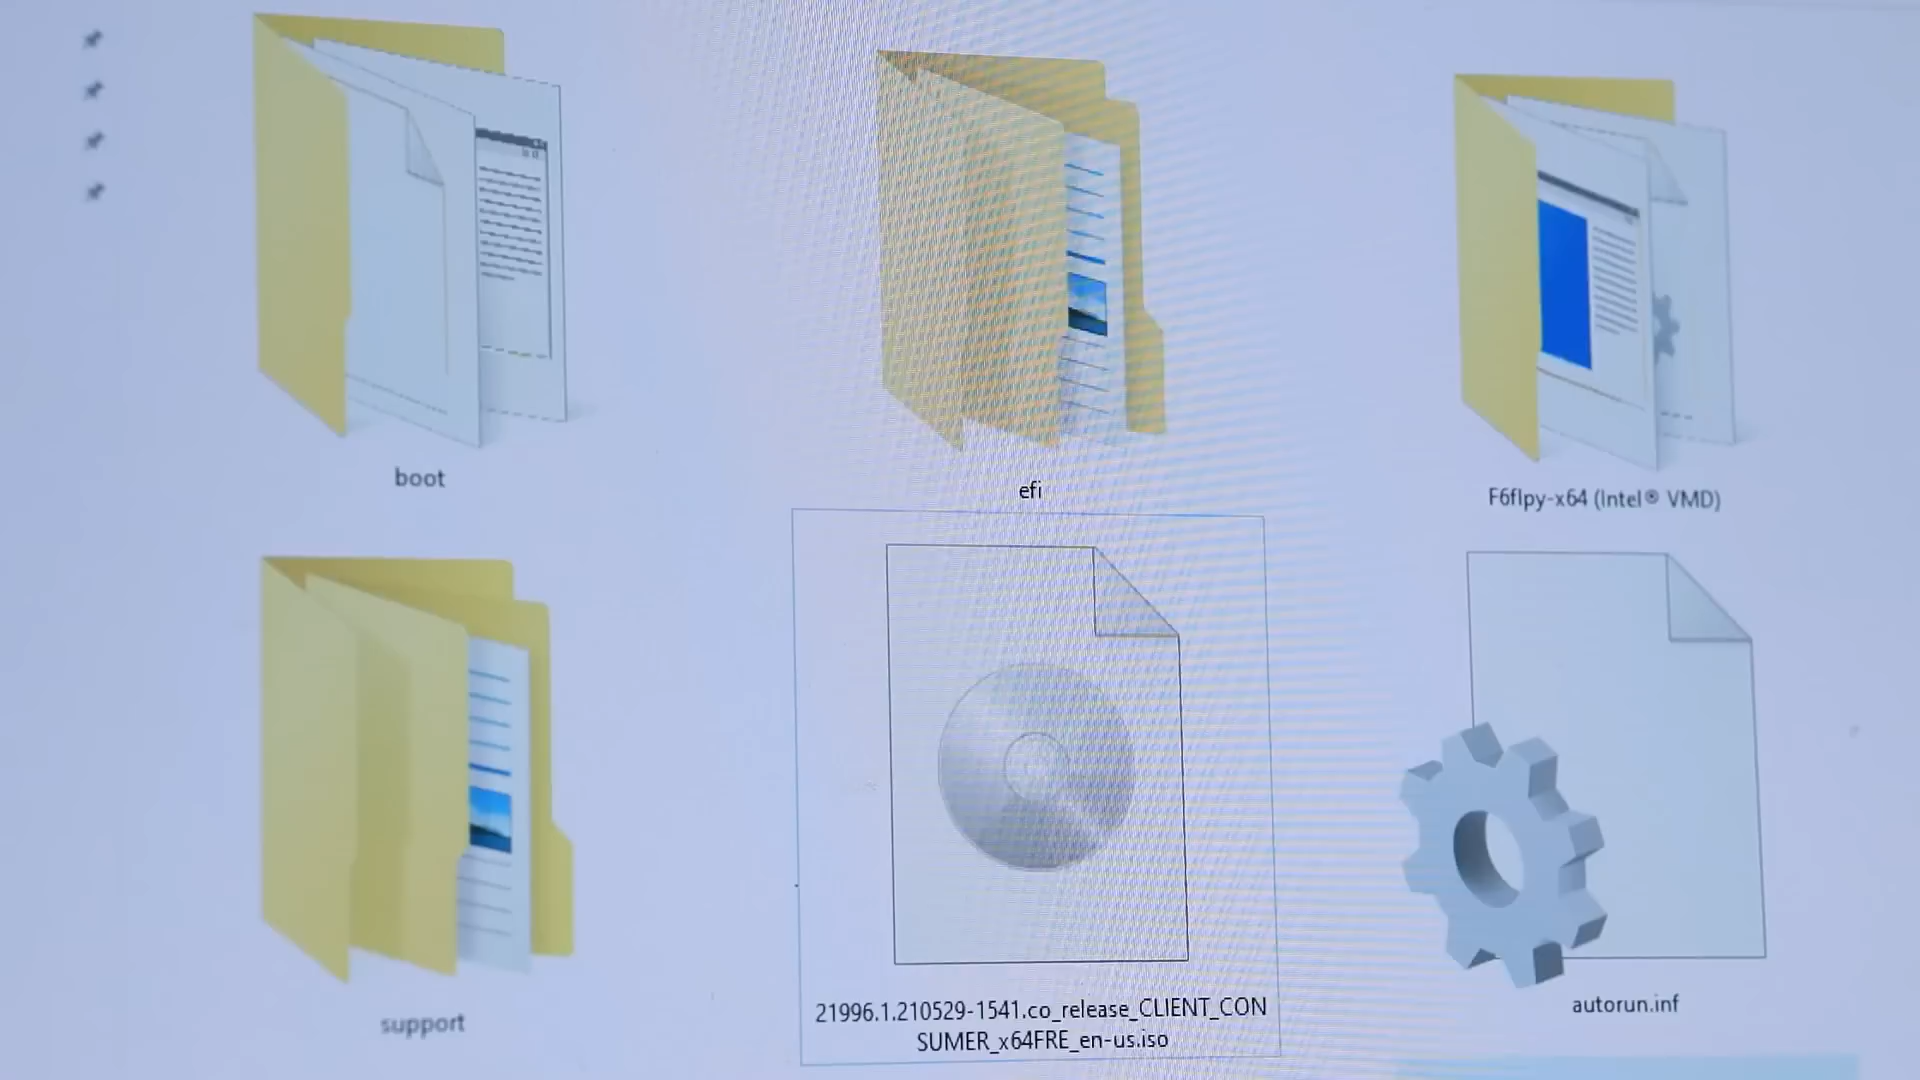 boot
efi
F6flpy-x64 (Intel® VMD)
support
21996.1.210529-1541.co_release_CLIENT_CON
SUMER_x64FRE_en-us.iso
autorun.inf